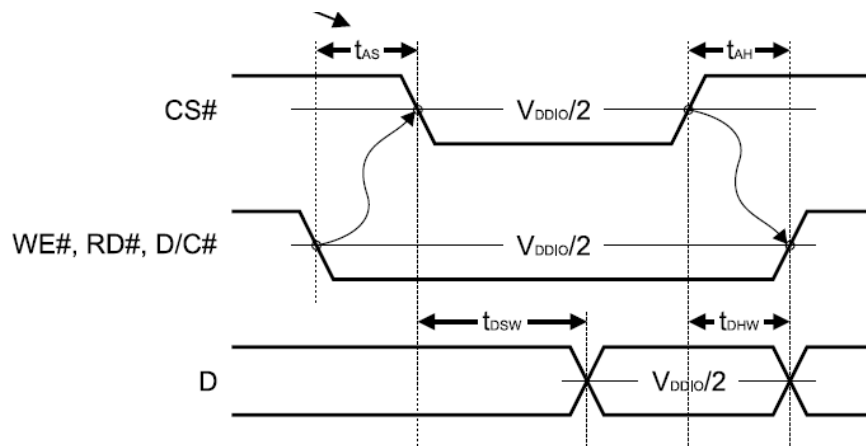 tAS tAH
CS# VDDIO/2
WE#, RD#, D/C# VDDIO/2
tDSW tDHW
D VDDIO/2